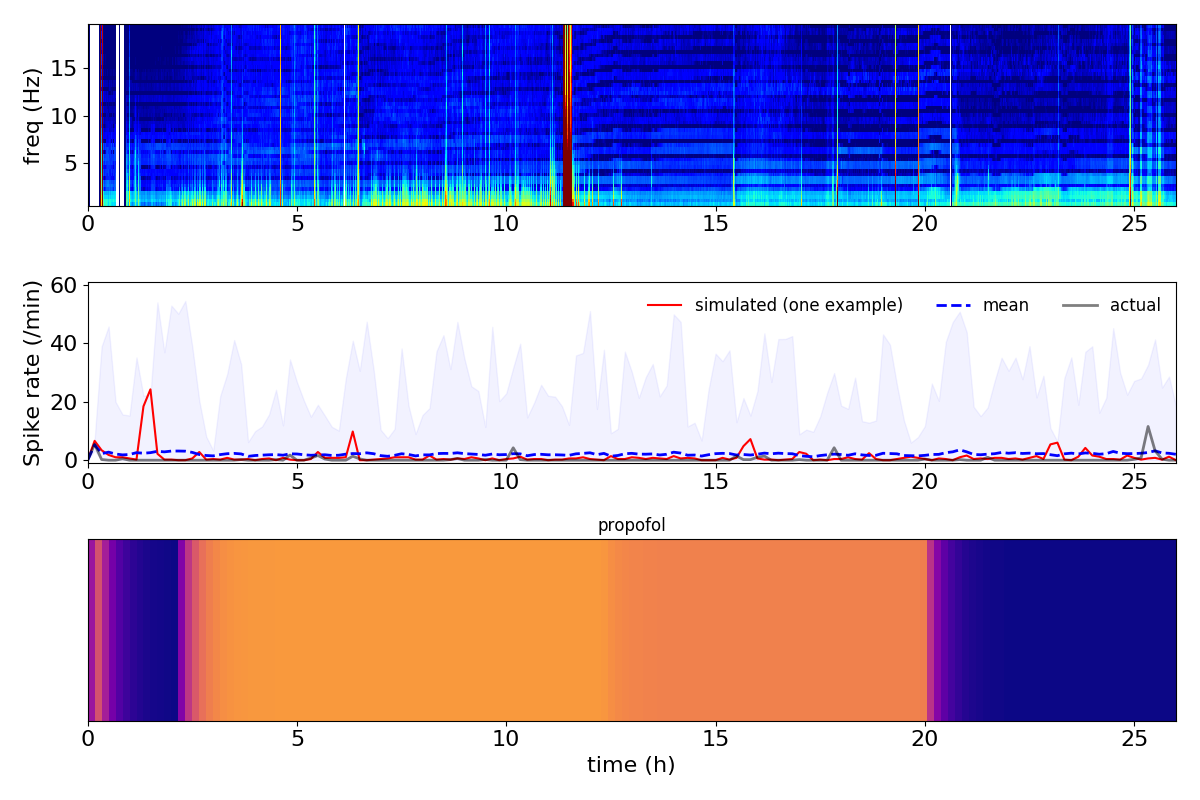 freq (Hz)
15
10
5
0 5 10 15 20 25
Spike rate (/min)
60
40
20
0
simulated (one example) mean actual
0 5 10 15 20 25
propofol
0 5 10 15 20 25
time (h)